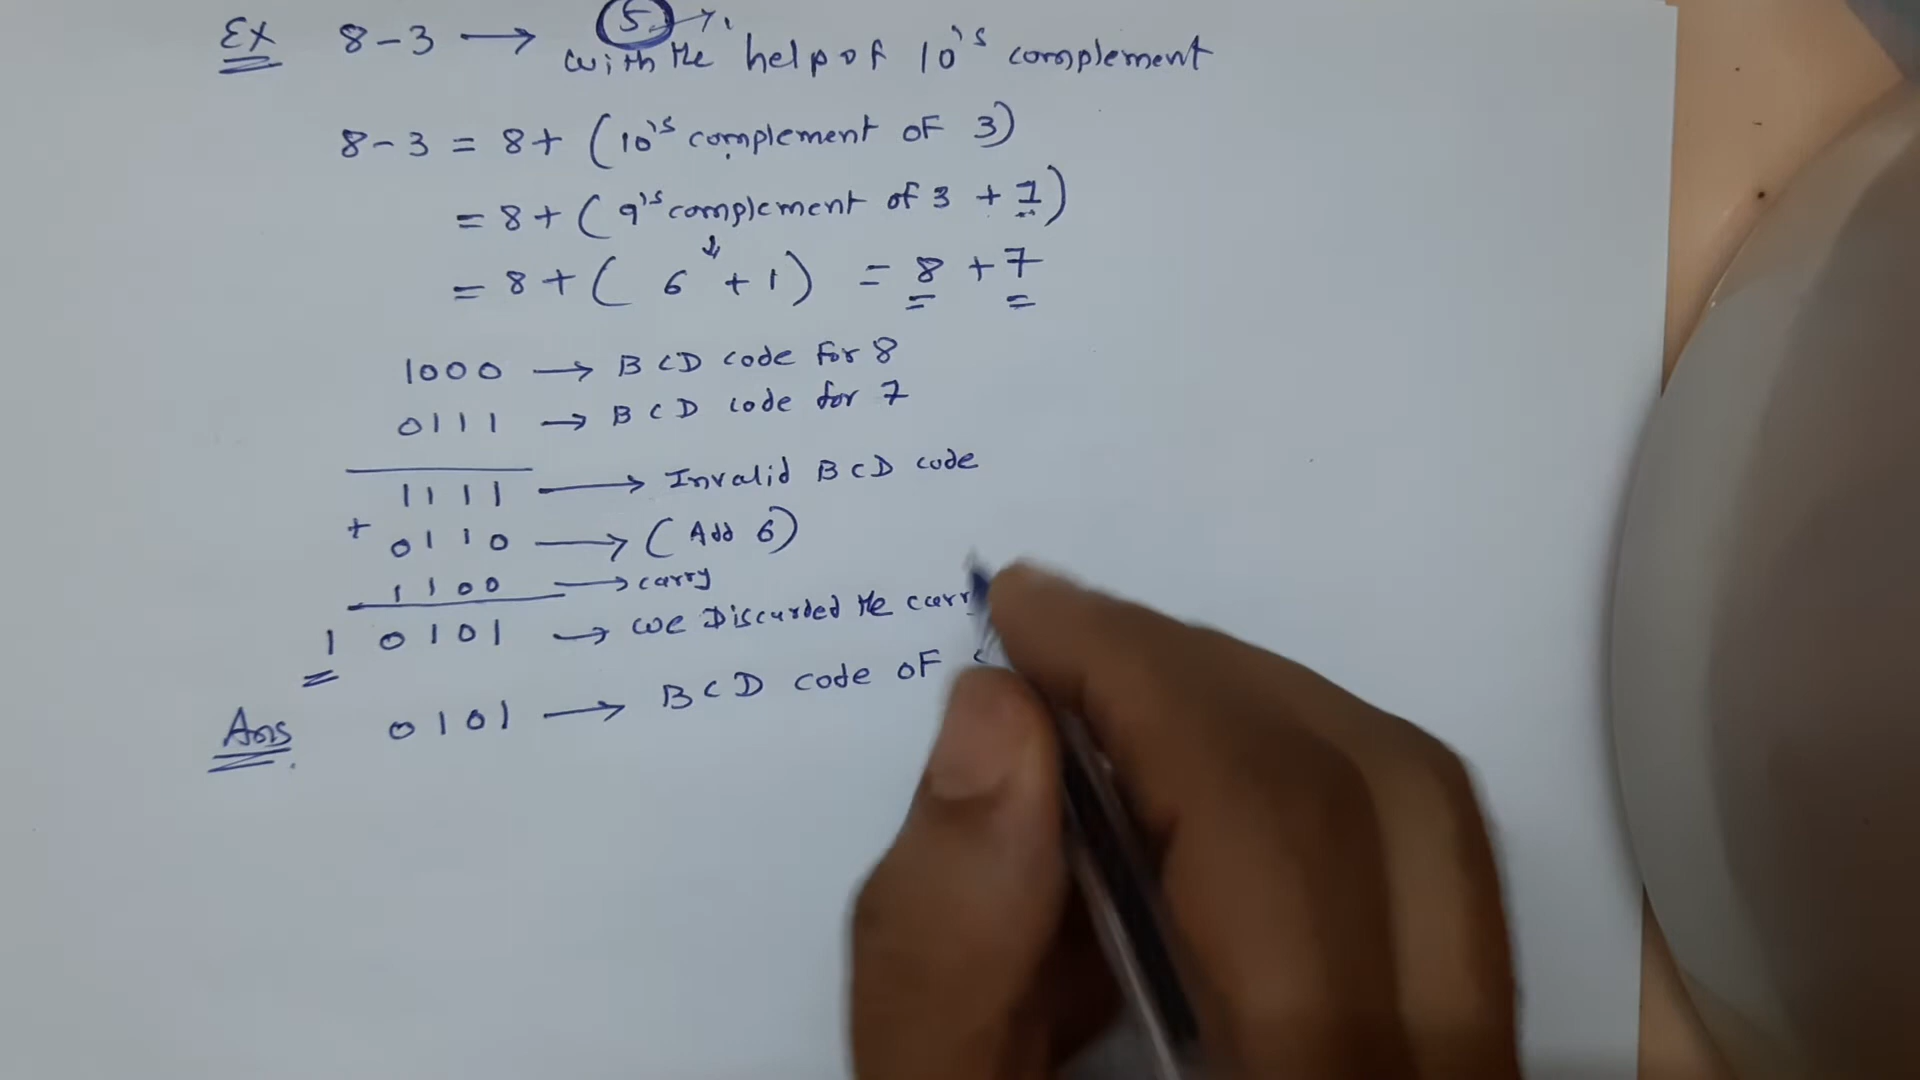 Ex 8-3 → 5 →
with the help of 10's complement
8-3 = 8+ (10's complement of 3)
= 8+ (9's complement of 3 + 1)
= 8+ ( 6 + 1) = 8 + 7
1000 → BCD code for 8
0111 → BCD code for 7
1111 → Invalid BCD code
+ 0110 → (Add 6)
1100 → carry
1 0101 → we Discarded the carr
Ans 0101 → BCD code of